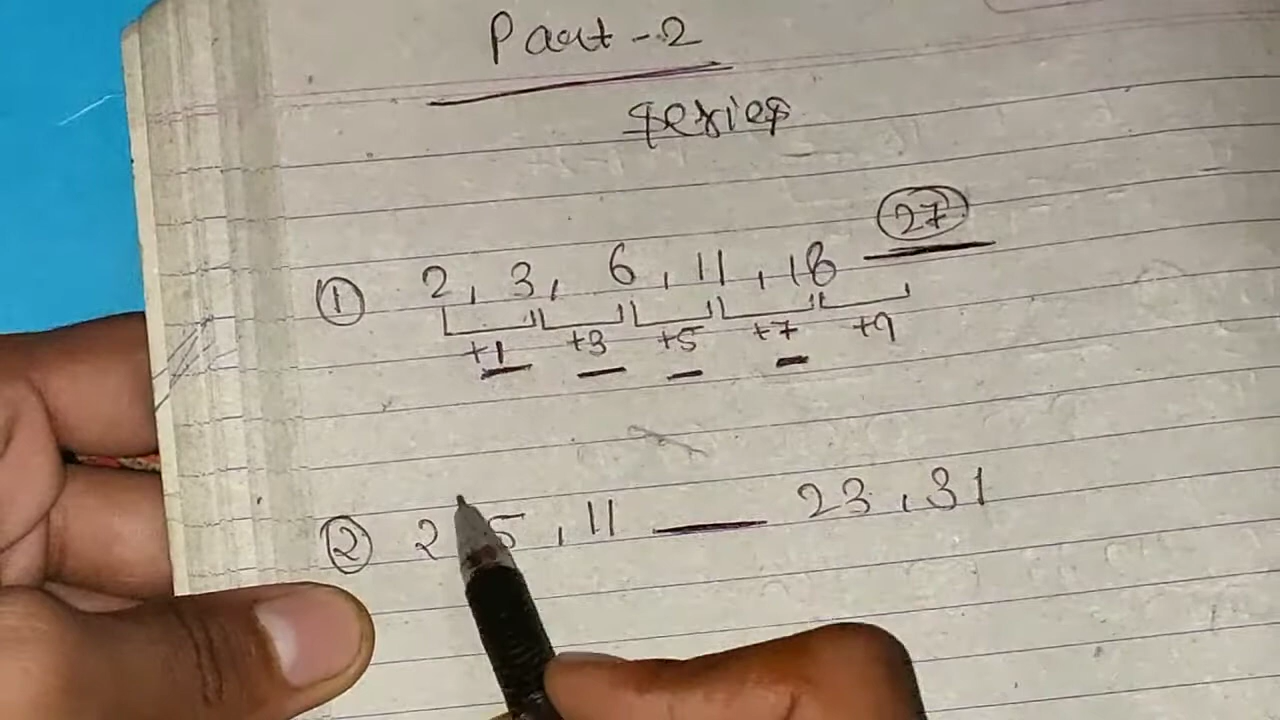 Part-2
series
① 2, 3, 6, 11, 18 27
+1 +3 +5 +7 +9
② 2 5, 11 ___ 23, 31